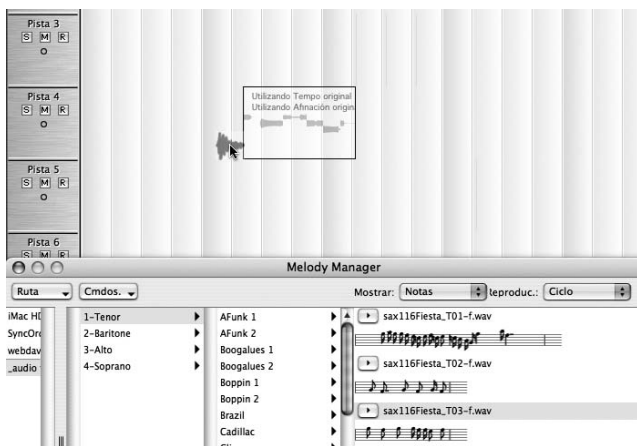 Pista 3
S M R
Pista 4
S M R
Utilizando Tempo original
Utilizando Afinación origin
Pista 5
S M R
Pista 6
S M R
Melody Manager
Ruta
Cmdos.
Mostrar: Notas
Reproduc.: Ciclo
iMac HD
SyncOrd
webdav
_audio
1-Tenor
2-Baritone
3-Alto
4-Soprano
AFunk 1
AFunk 2
Boogalues 1
Boogalues 2
Boppin 1
Boppin 2
Brazil
Cadillac
sax116Fiesta_T01-f.wav
sax116Fiesta_T02-f.wav
sax116Fiesta_T03-f.wav